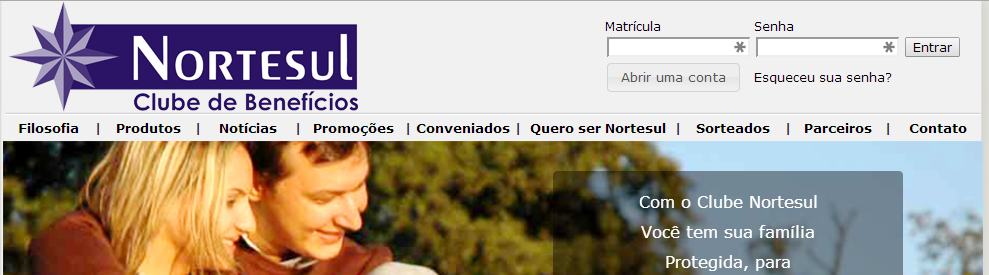 NORTESUL
Clube de Benefícios
Matrícula
Senha
Entrar
Abrir uma conta
Esqueceu sua senha?
Filosofia | Produtos | Notícias | Promoções | Conveniados | Quero ser Nortesul | Sorteados | Parceiros | Contato
Com o Clube Nortesul
Você tem sua família
Protegida, para